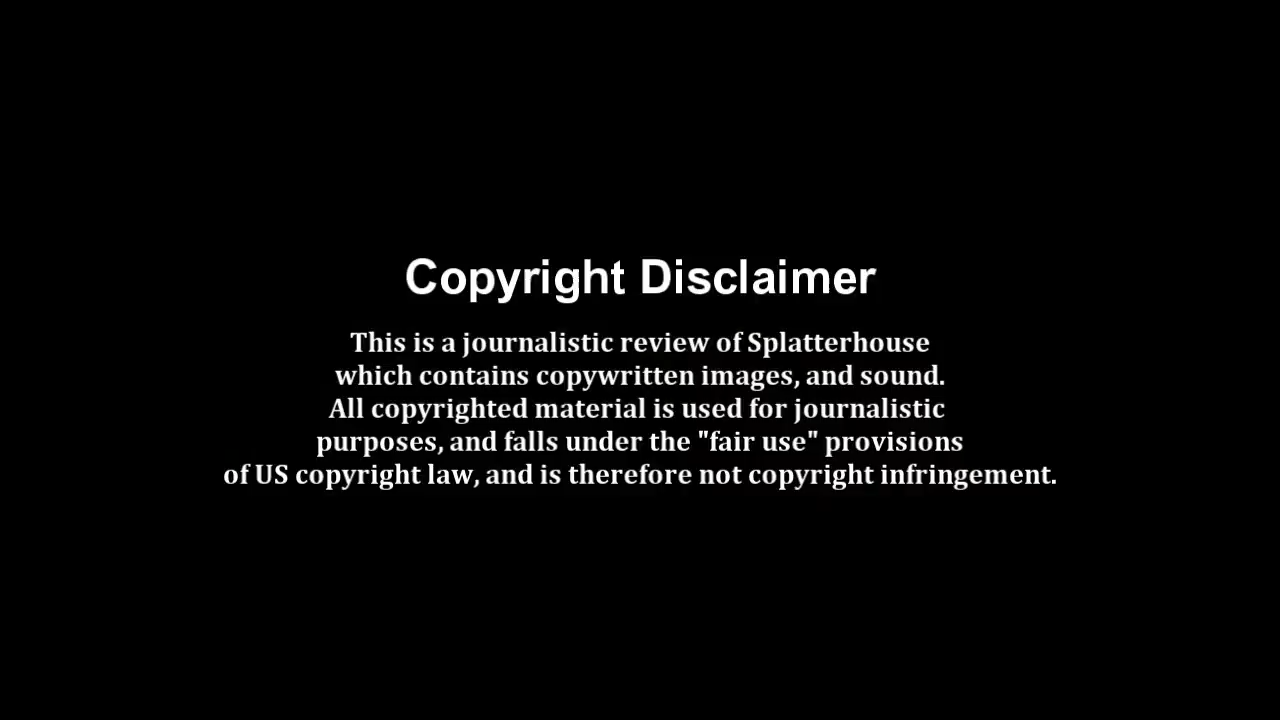 Copyright Disclaimer
This is a journalistic review of Splatterhouse
which contains copywritten images, and sound.
All copyrighted material is used for journalistic
purposes, and falls under the "fair use" provisions
of US copyright law, and is therefore not copyright infringement.